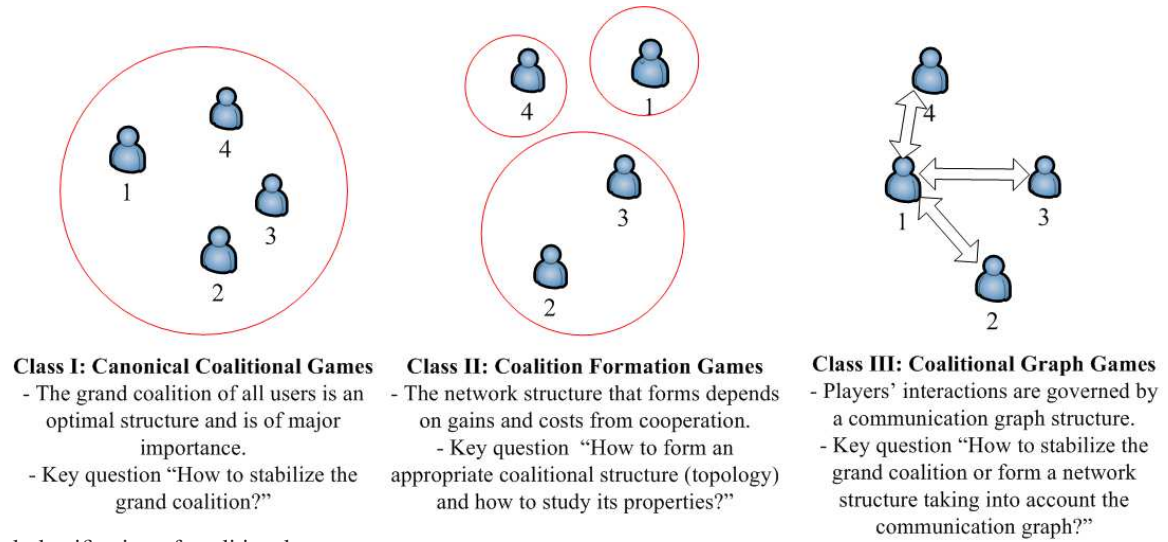 1
4
3
2
Class I: Canonical Coalitional Games
- The grand coalition of all users is an
optimal structure and is of major
importance.
- Key question “How to stabilize the
grand coalition?”
4
1
3
2
Class II: Coalition Formation Games
- The network structure that forms depends
on gains and costs from cooperation.
- Key question “How to form an
appropriate coalitional structure (topology)
and how to study its properties?”
4
1
3
2
Class III: Coalitional Graph Games
- Players’ interactions are governed by
a communication graph structure.
- Key question “How to stabilize the
grand coalition or form a network
structure taking into account the
communication graph?”